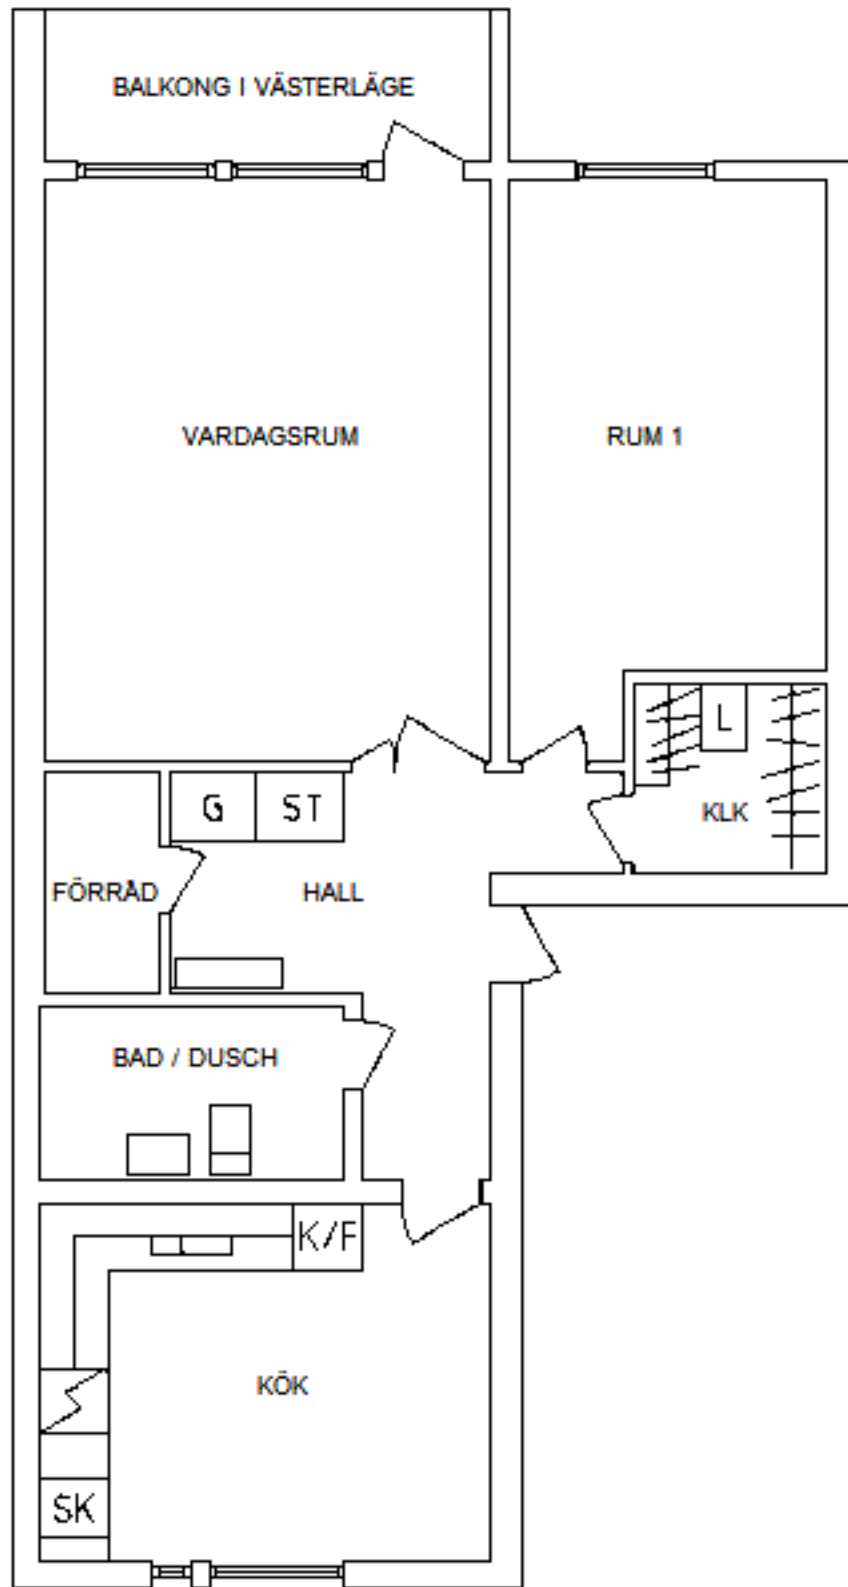 BALKONG I VÄSTERLÄGE
VARDAGSRUM
RUM 1
L
G
ST
KLK
FÖRRÅD
HALL
BAD / DUSCH
K/F
KÖK
SK